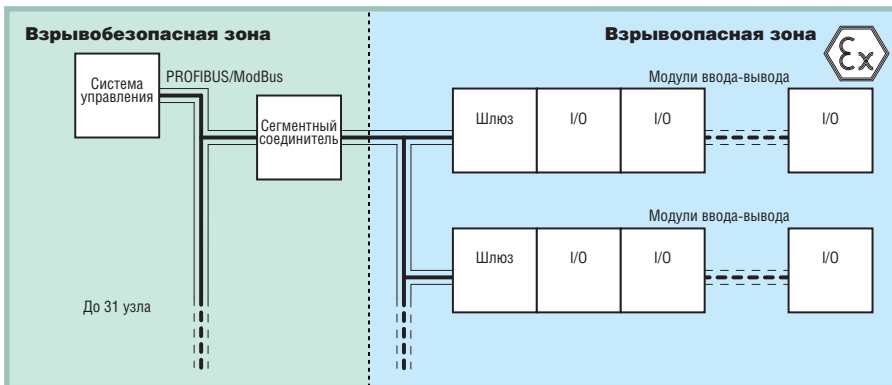 Взрывобезопасная зона
Взрывоопасная зона
Ex
Система
управления
PROFIBUS/ModBus
Сегментный
соединитель
Модули ввода-вывода
Шлюз
I/O
I/O
I/O
Модули ввода-вывода
Шлюз
I/O
I/O
I/O
До 31 узла